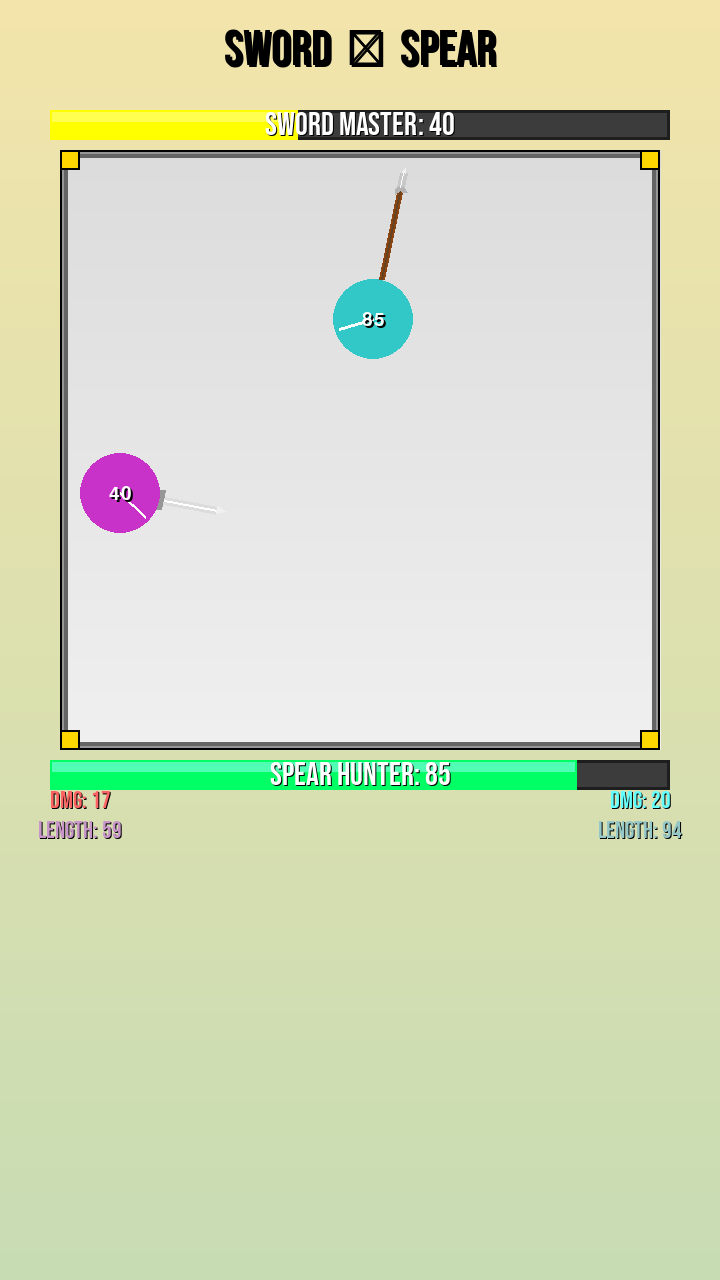 SWORD SPEAR
SWORD MASTER: 40
85
40
SPEAR HUNTER: 85
DMG: 17 DMG: 20
LENGTH: 59 LENGTH: 94